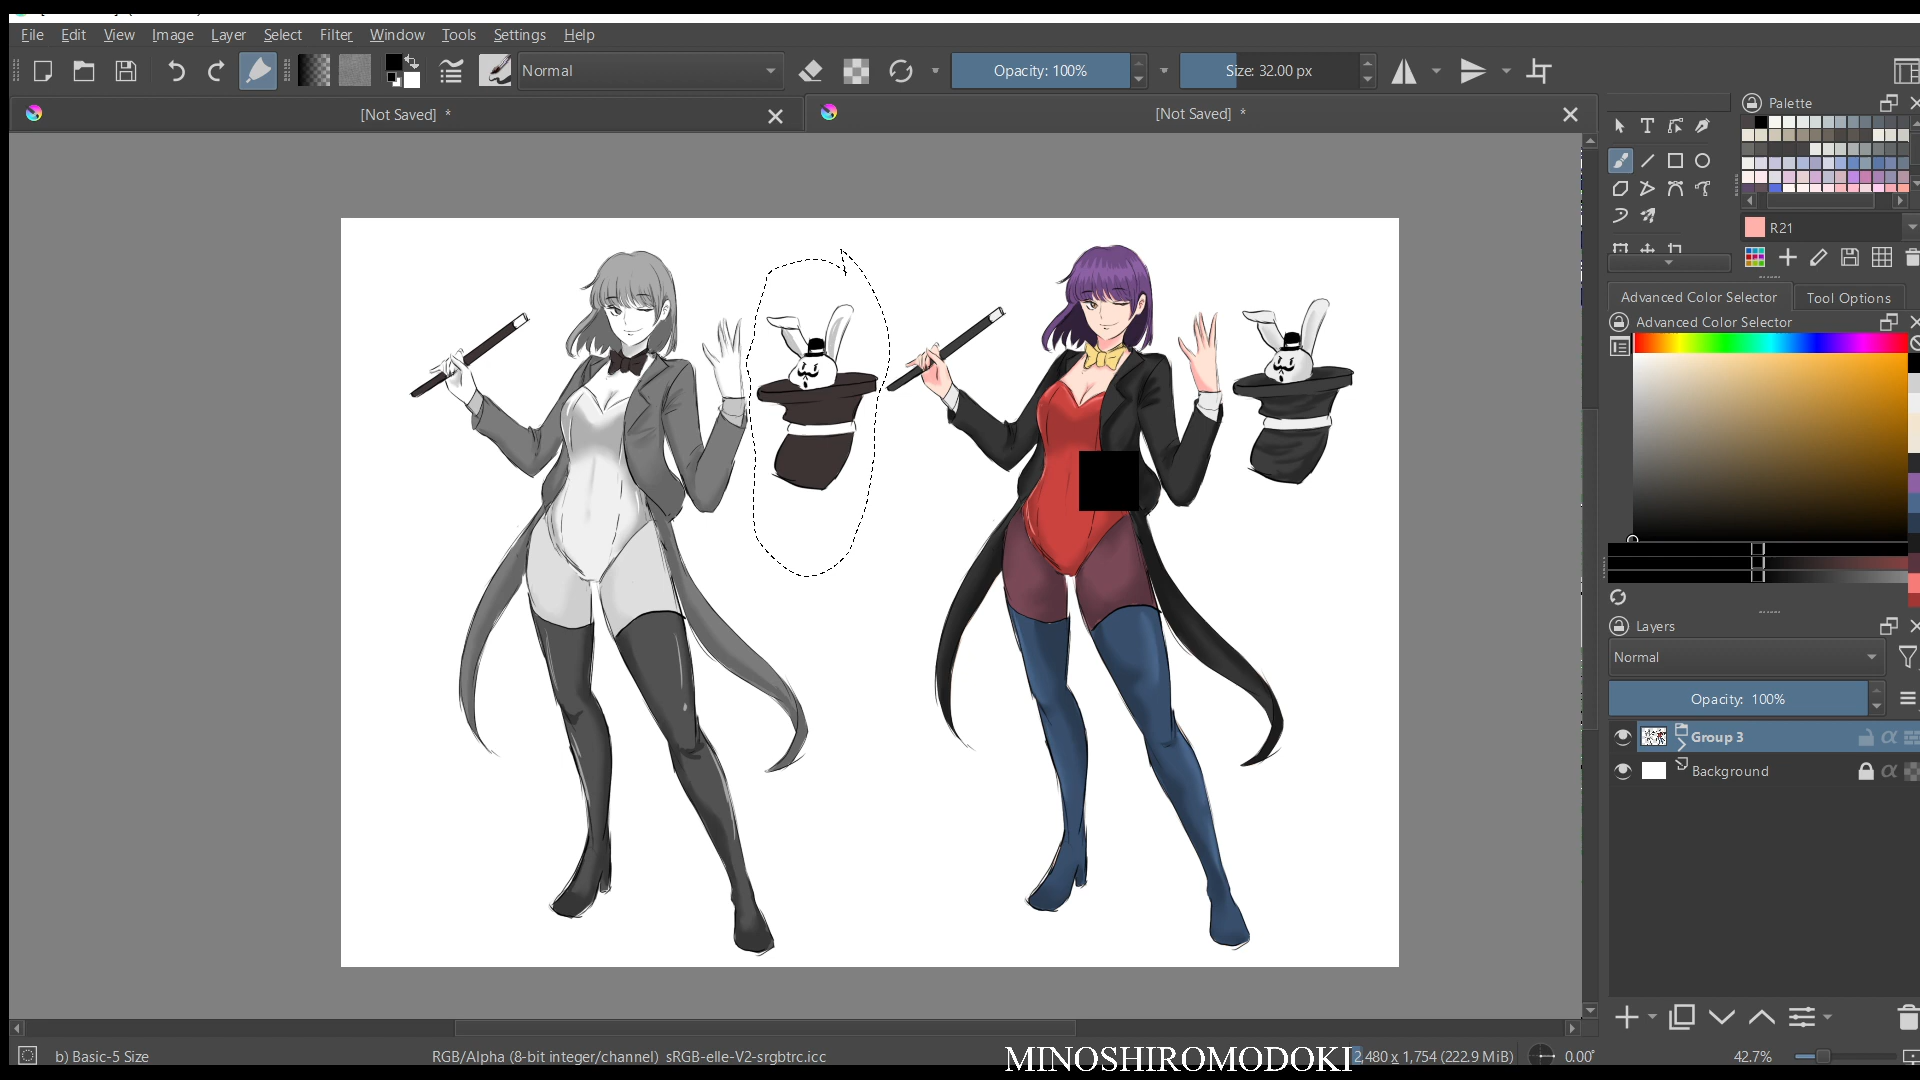 File Edit View Image Layer Select Filter Window Tools Settings Help
Normal
Opacity: 100%
Size: 32.00 px
[Not Saved] *
[Not Saved] *
Palette
R21
Advanced Color Selector
Tool Options
Advanced Color Selector
Layers
Normal
Opacity: 100%
Group 3
Background
b) Basic-5 Size
RGB/Alpha (8-bit integer/channel) sRGB-elle-V2-srgbtrc.icc
MINOSHIROMODOKI
2,480 x 1,754 (222.9 MiB)
0.00°
42.7%